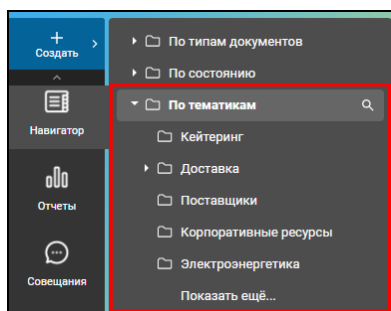 Создать
Навигатор
Отчеты
Совещания
По типам документов
По состоянию
По тематикам
Кейтеринг
Доставка
Поставщики
Корпоративные ресурсы
Электроэнергетика
Показать ещё...